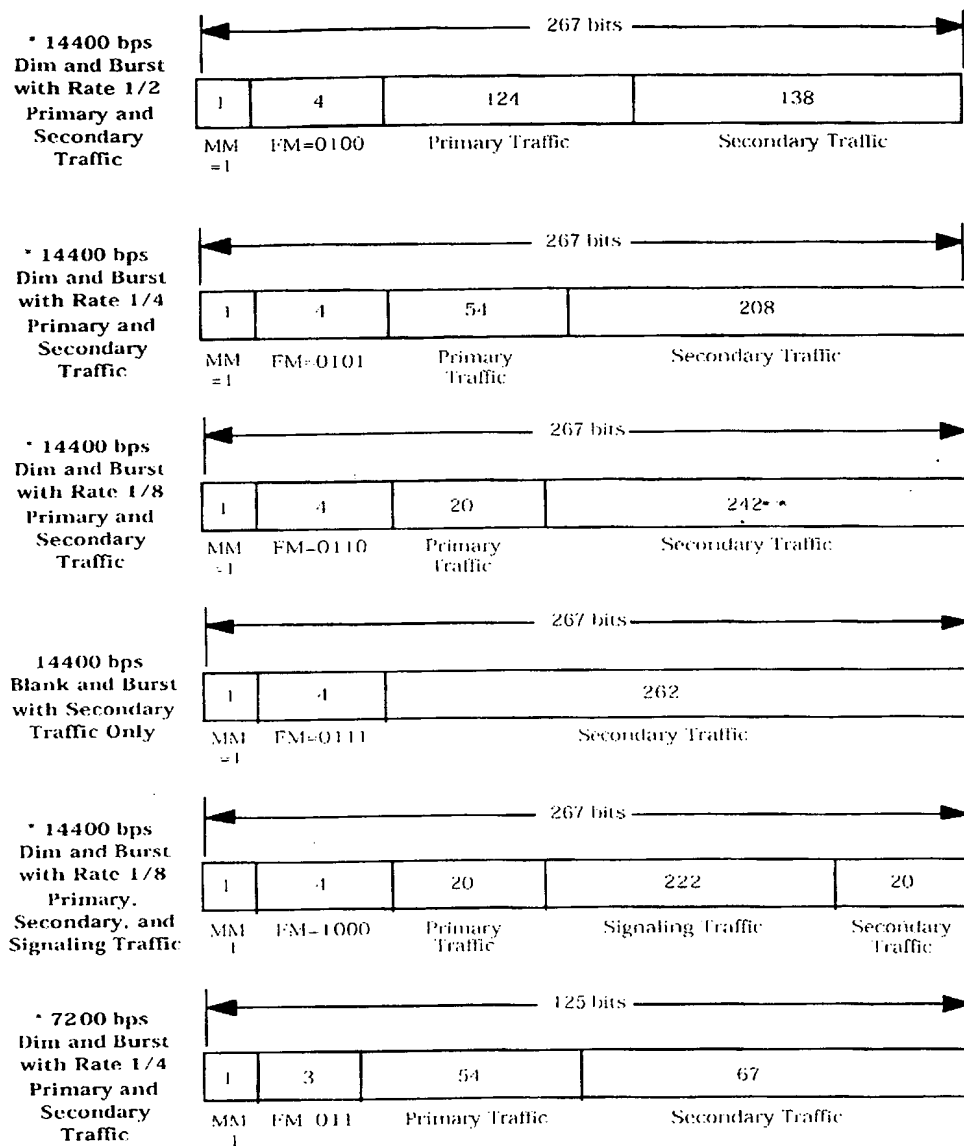 267 bits
* 14400 bps
Dim and Burst
with Rate 1/2
Primary and
Secondary
Traffic
1 4 124 138
MM FM=0100 Primary Traffic Secondary Traffic
=1
267 bits
* 14400 bps
Dim and Burst
with Rate 1/4
Primary and
Secondary
Traffic
1 4 54 208
MM FM=0101 Primary Secondary Traffic
=1 Traffic
267 bits
* 14400 bps
Dim and Burst
with Rate 1/8
Primary and
Secondary
Traffic
1 4 20 242
MM FM=0110 Primary Secondary Traffic
=1 Traffic
267 bits
14400 bps
Blank and Burst
with Secondary
Traffic Only
1 4 262
MM FM=0111 Secondary Traffic
=1
267 bits
* 14400 bps
Dim and Burst
with Rate 1/8
Primary,
Secondary, and
Signaling Traffic
1 4 20 222 20
MM FM=1000 Primary Signaling Traffic Secondary
1 Traffic Traffic
125 bits
* 7200 bps
Dim and Burst
with Rate 1/4
Primary and
Secondary
Traffic
1 3 54 67
MM FM 011 Primary Traffic Secondary Traffic
1